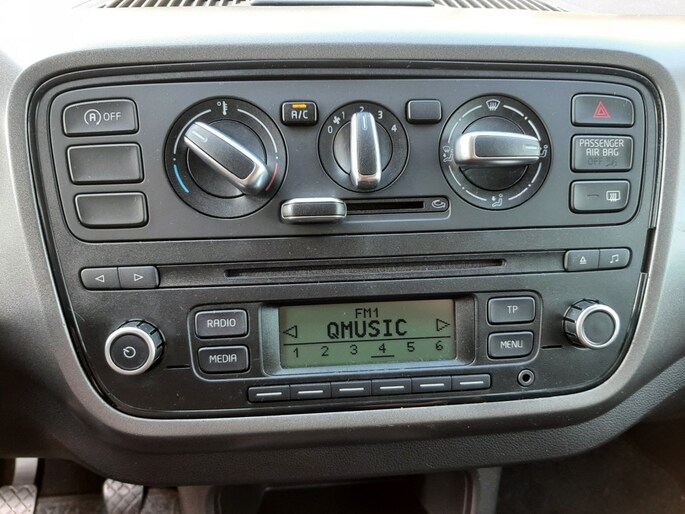 A OFF
A/C
0 1 2 3 4
PASSENGER
AIR BAG
OFF
RADIO
MEDIA
FM1
QMUSIC
1 2 3 4 5 6
TP
MENU